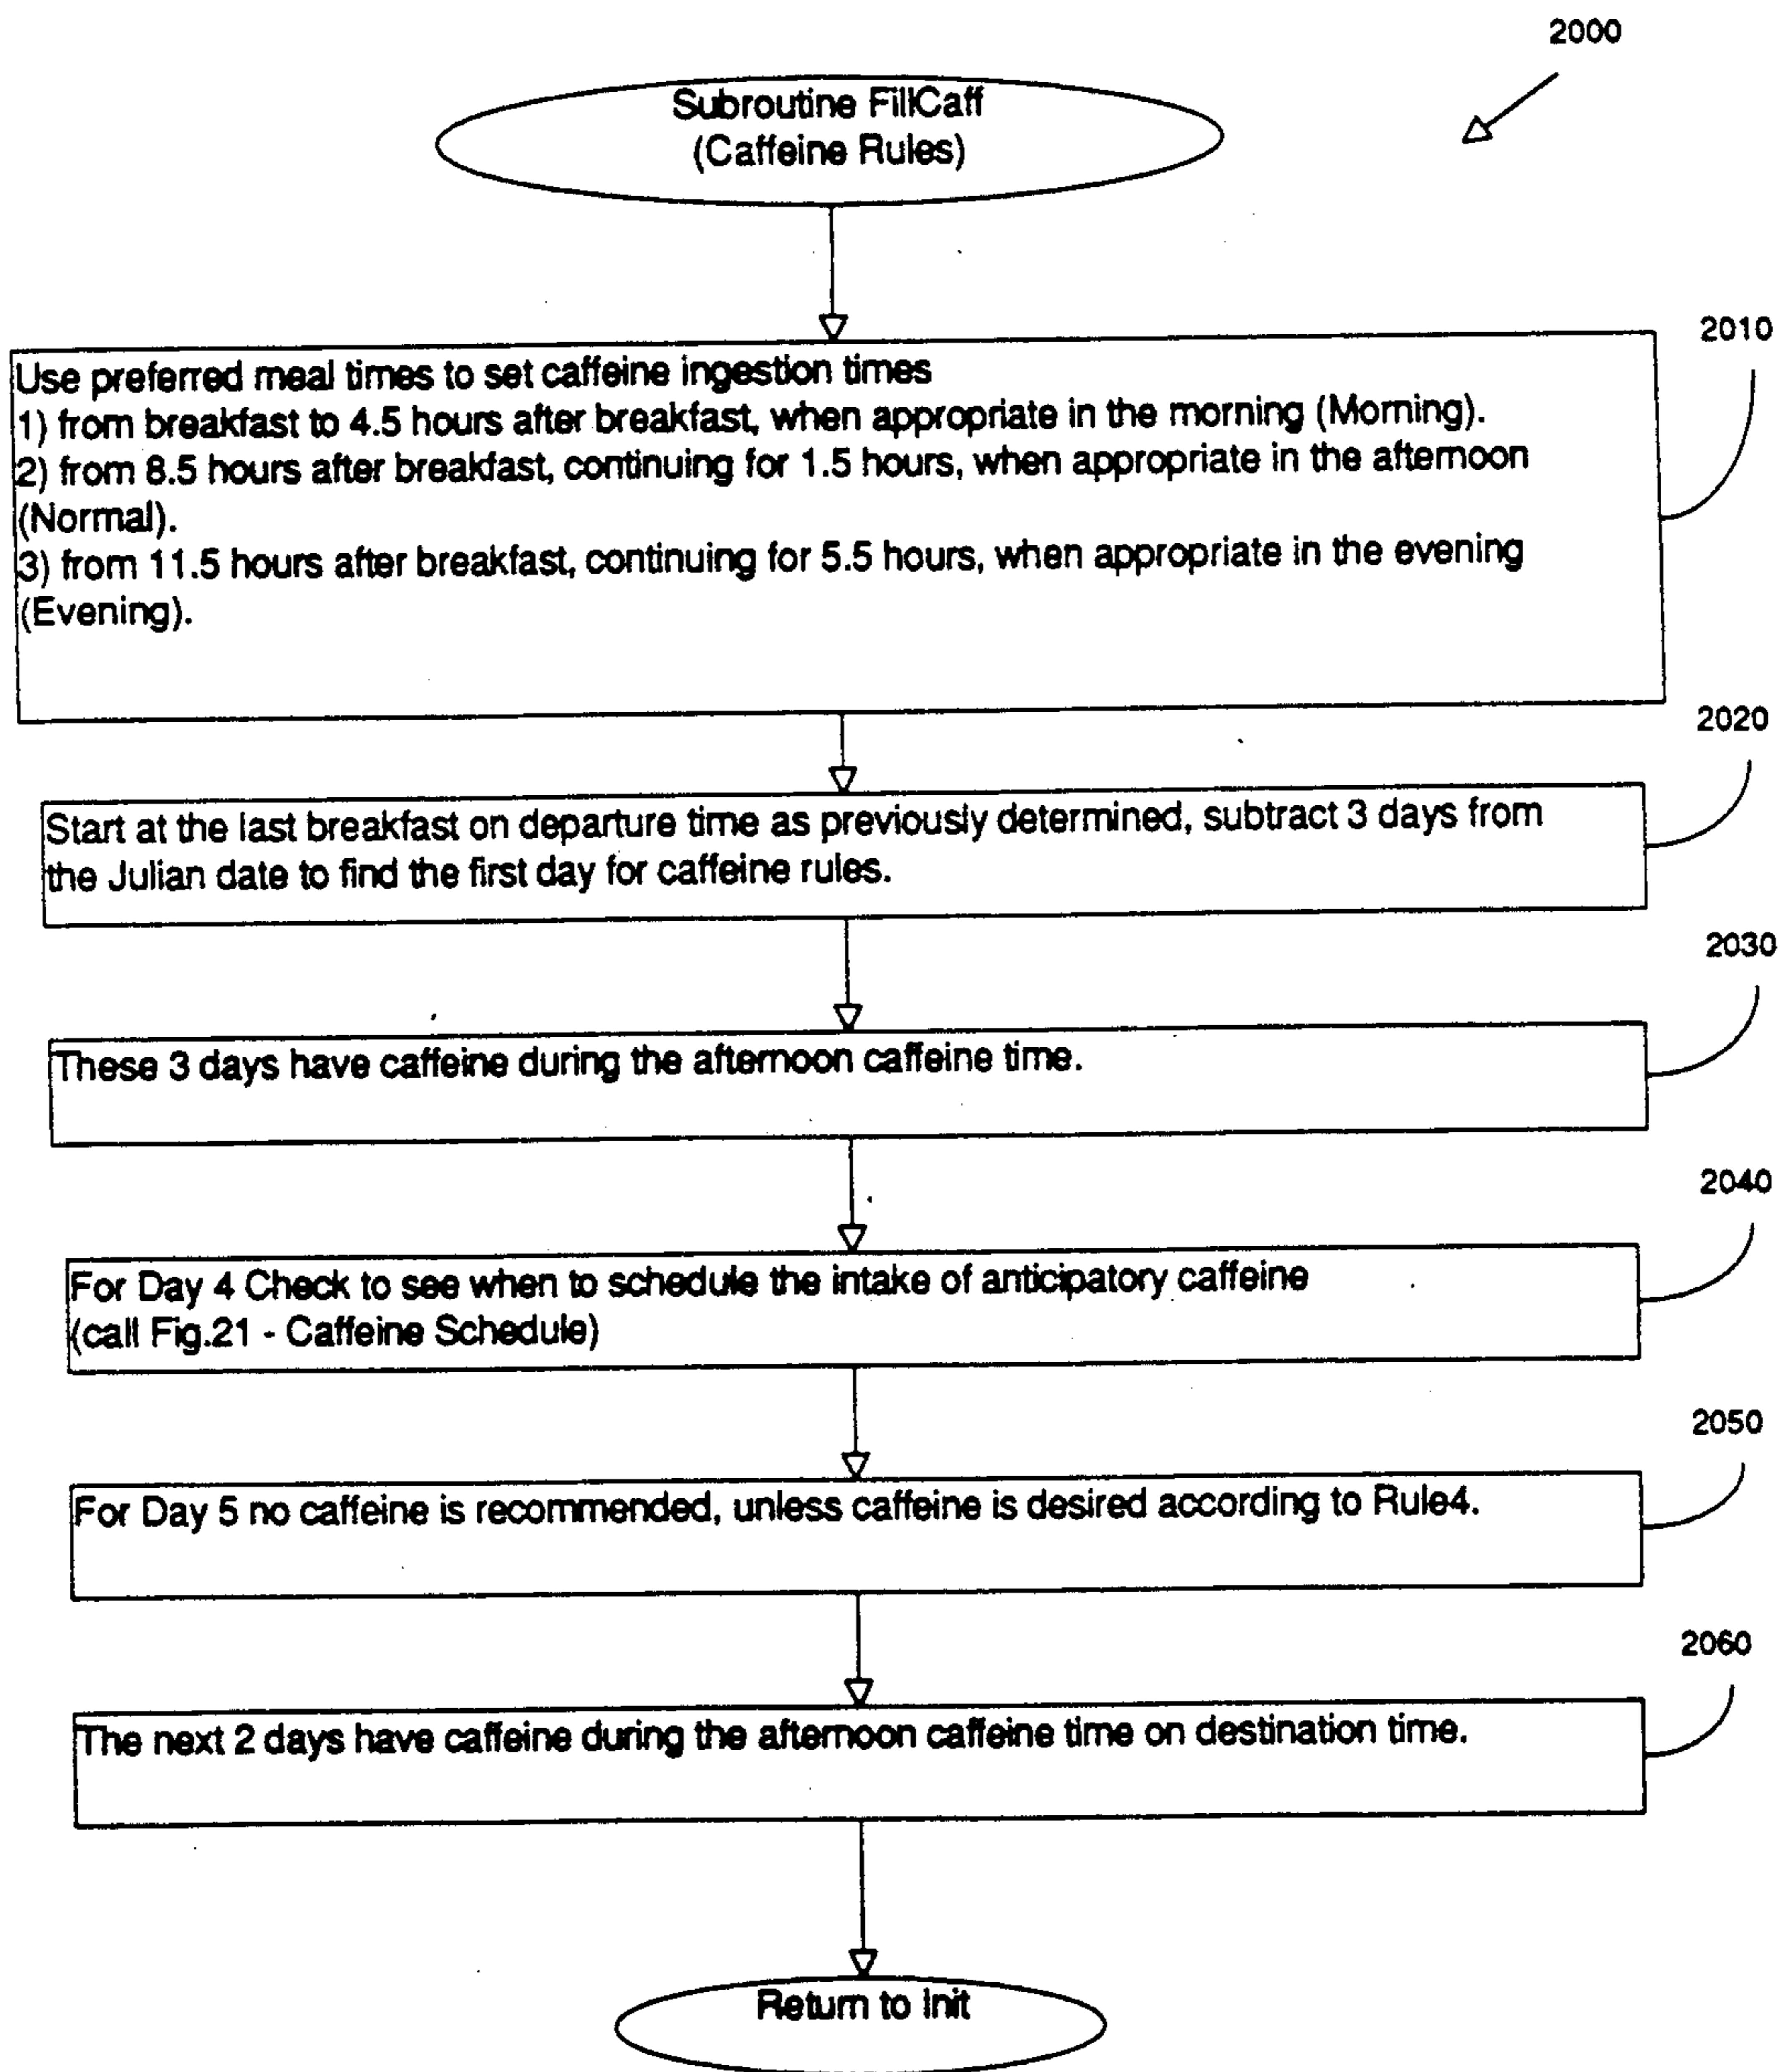 2000
Subroutine FillCaff
(Caffeine Rules)
2010
Use preferred meal times to set caffeine ingestion times
1) from breakfast to 4.5 hours after breakfast, when appropriate in the morning (Morning).
2) from 8.5 hours after breakfast, continuing for 1.5 hours, when appropriate in the afternoon
(Normal).
3) from 11.5 hours after breakfast, continuing for 5.5 hours, when appropriate in the evening
(Evening).
2020
Start at the last breakfast on departure time as previously determined, subtract 3 days from
the Julian date to find the first day for caffeine rules.
2030
These 3 days have caffeine during the afternoon caffeine time.
2040
For Day 4 Check to see when to schedule the intake of anticipatory caffeine
(call Fig.21 - Caffeine Schedule)
2050
For Day 5 no caffeine is recommended, unless caffeine is desired according to Rule4.
2060
The next 2 days have caffeine during the afternoon caffeine time on destination time.
Return to Init